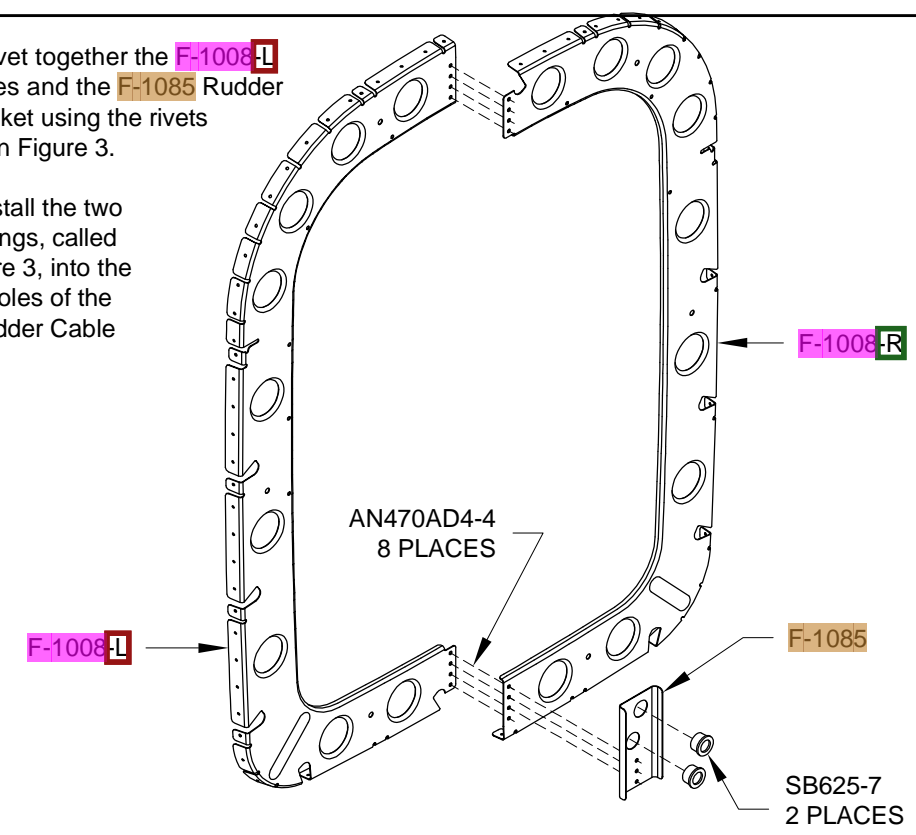 vet together the F-1008-L
es and the F-1085 Rudder
ket using the rivets
n Figure 3.
stall the two
ngs, called
re 3, into the
oles of the
dder Cable
F-1008-R
AN470AD4-4
8 PLACES
F-1008-L
F-1085
SB625-7
2 PLACES